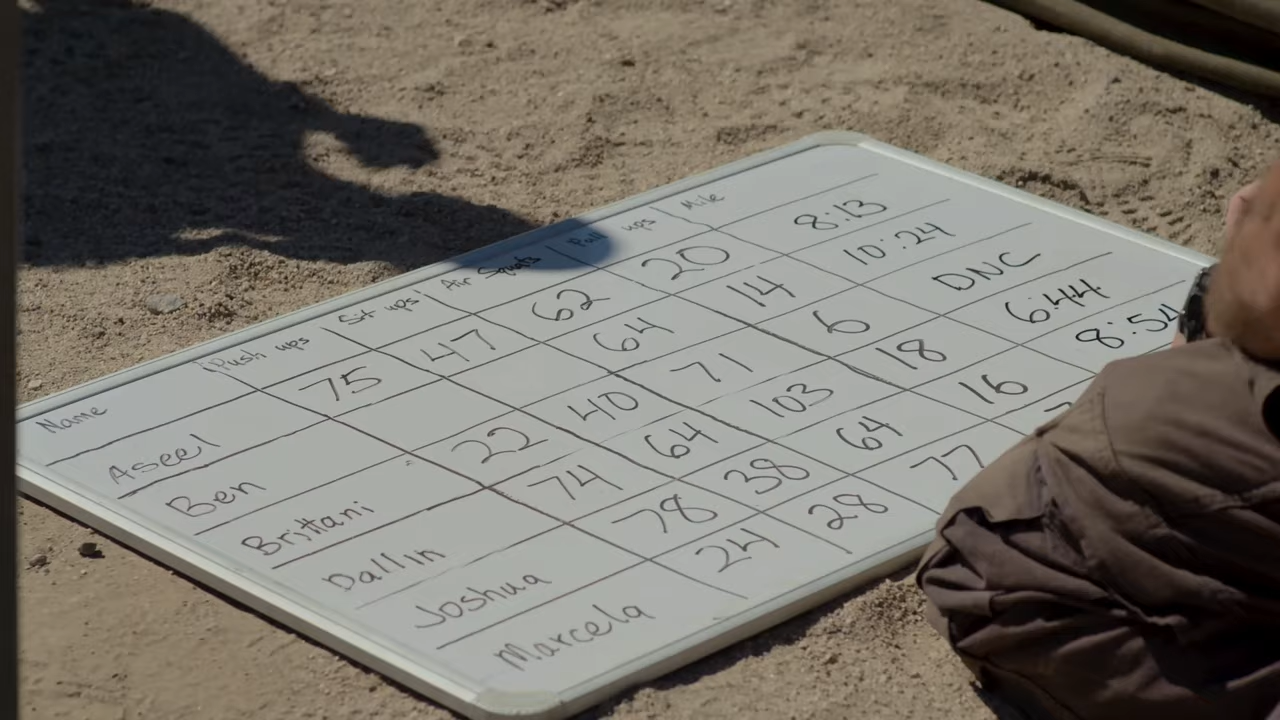 Name Push ups Sit ups Air Squats Pull ups Mile
Aseel 75 47 62 20 8:13
Ben 64 14 10:24
Brittani 22 40 71 6 DNC
Dallin 74 64 103 18 6:44
Joshua 78 38 64 16 8:54
Marcela 24 28 77